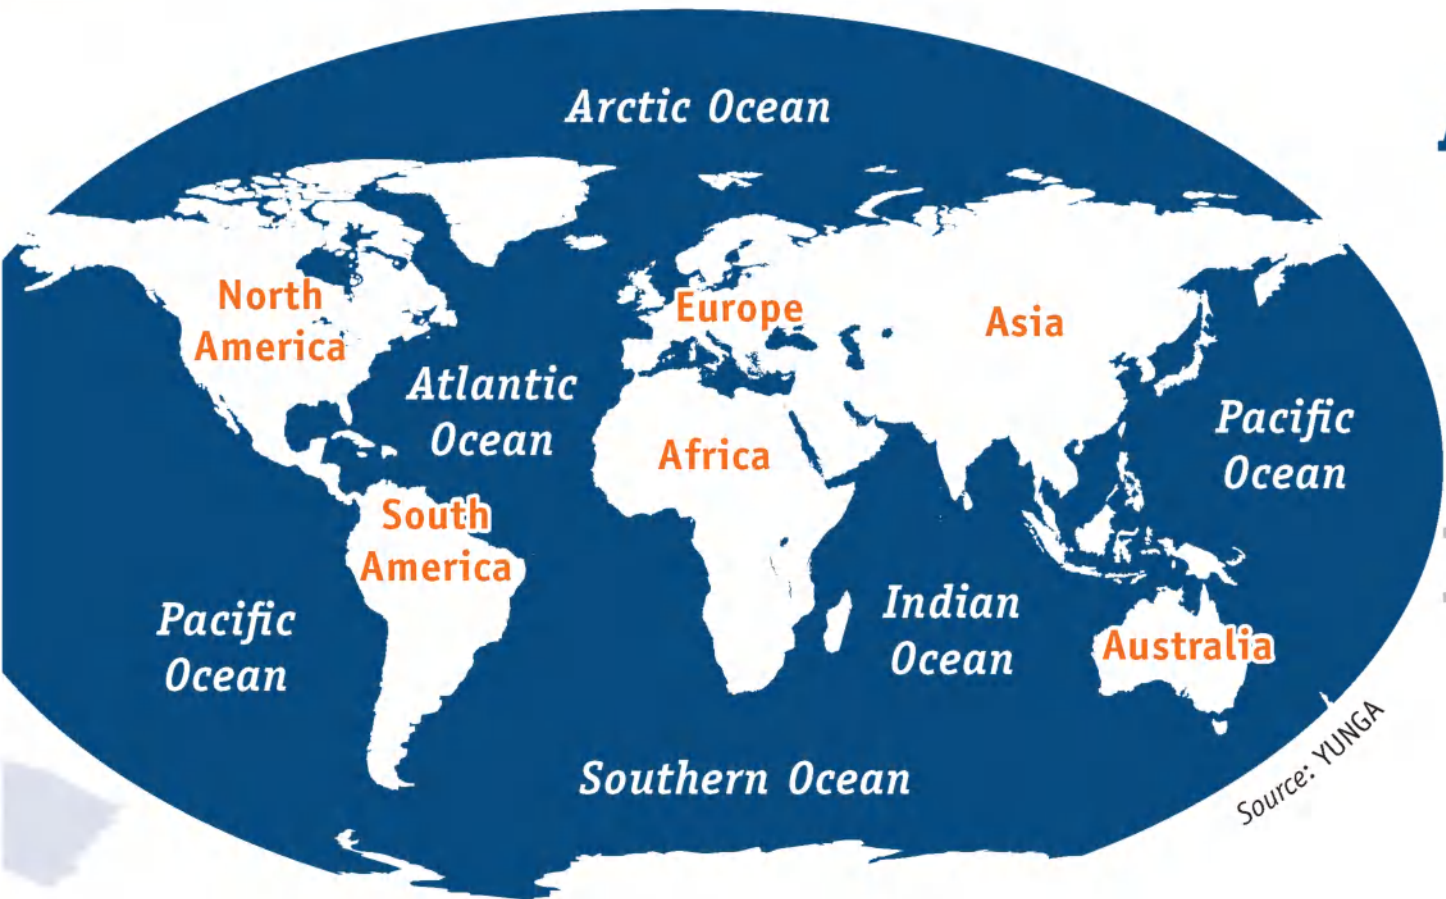 Arctic Ocean
North
America
Europe
Asia
Atlantic
Ocean
Pacific
Ocean
Africa
South
America
Pacific
Ocean
Indian
Ocean
Australia
Southern Ocean
Source: YUNGA